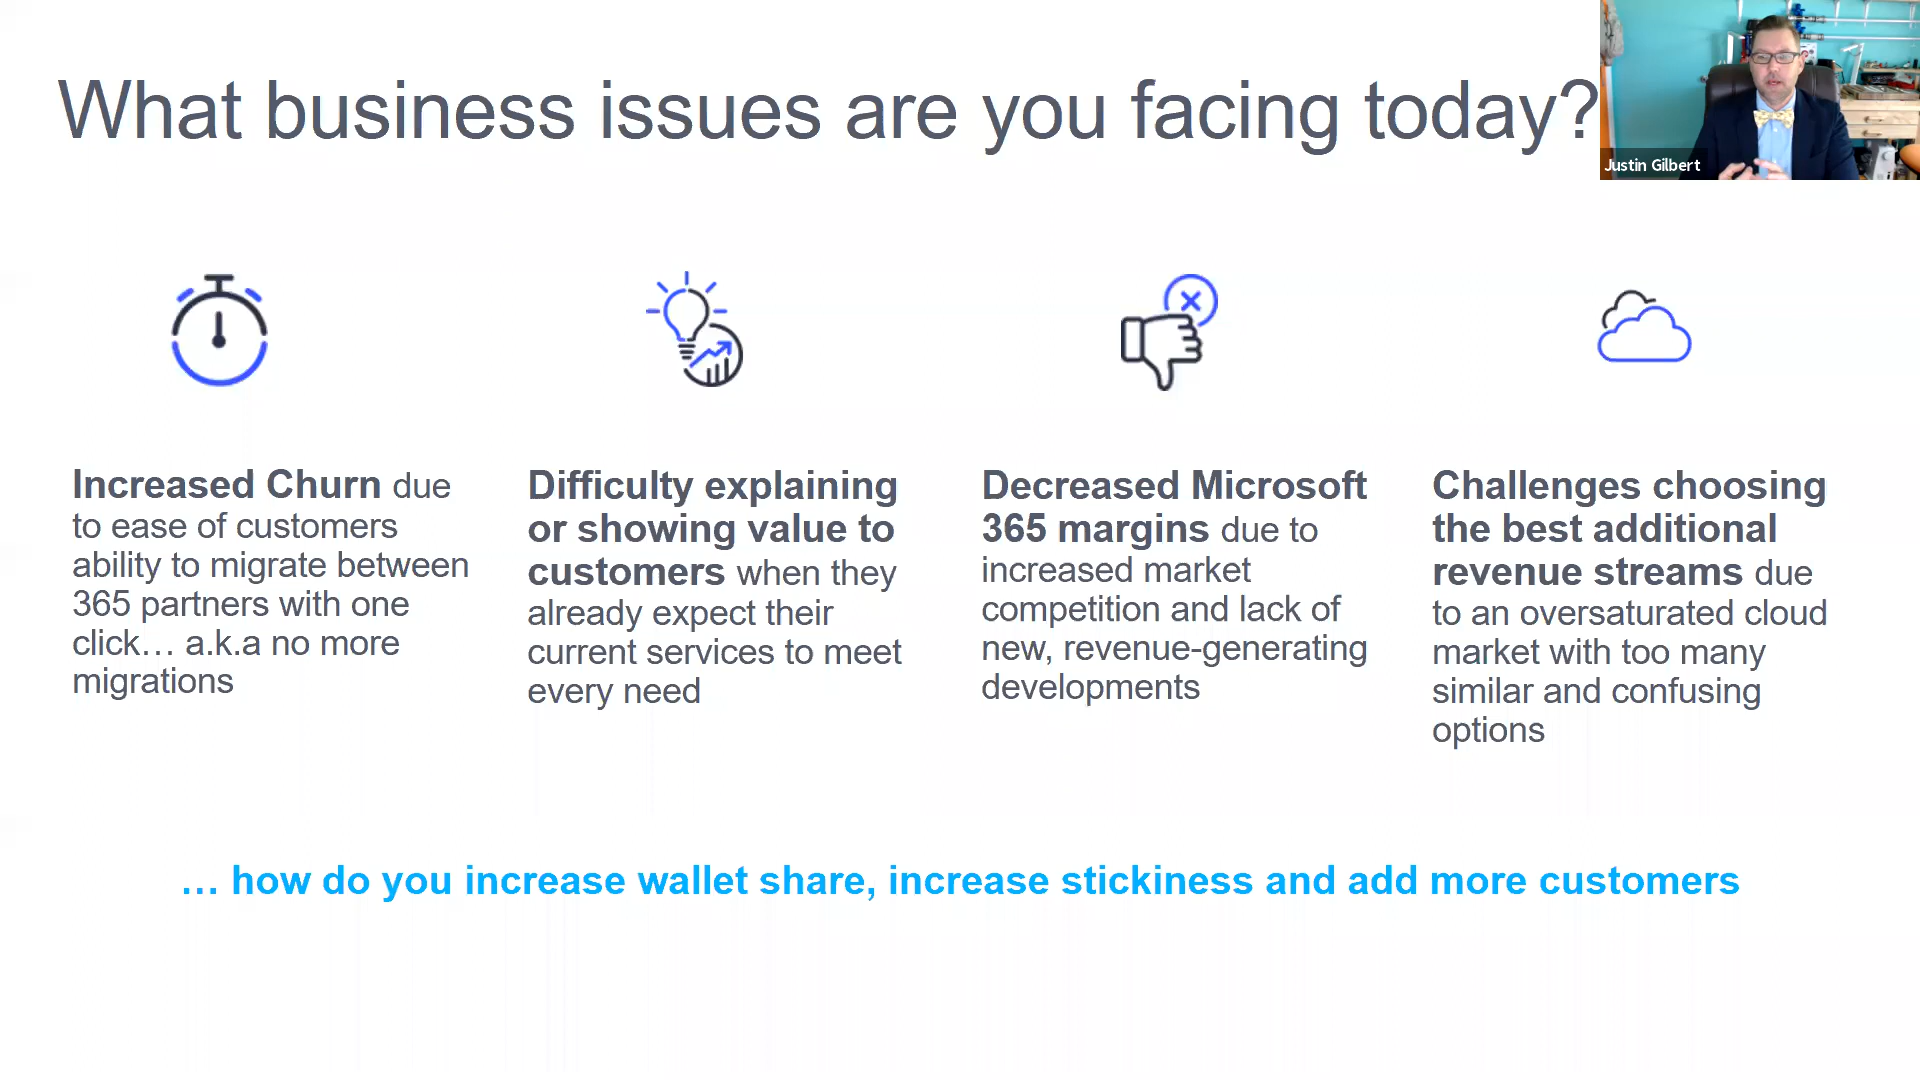 What business issues are you facing today?
Justin Gilbert
Increased Churn due
to ease of customers
ability to migrate between
365 partners with one
click… a.k.a no more
migrations
Difficulty explaining
or showing value to
customers when they
already expect their
current services to meet
every need
Decreased Microsoft
365 margins due to
increased market
competition and lack of
new, revenue-generating
developments
Challenges choosing
the best additional
revenue streams due
to an oversaturated cloud
market with too many
similar and confusing
options
… how do you increase wallet share, increase stickiness and add more customers